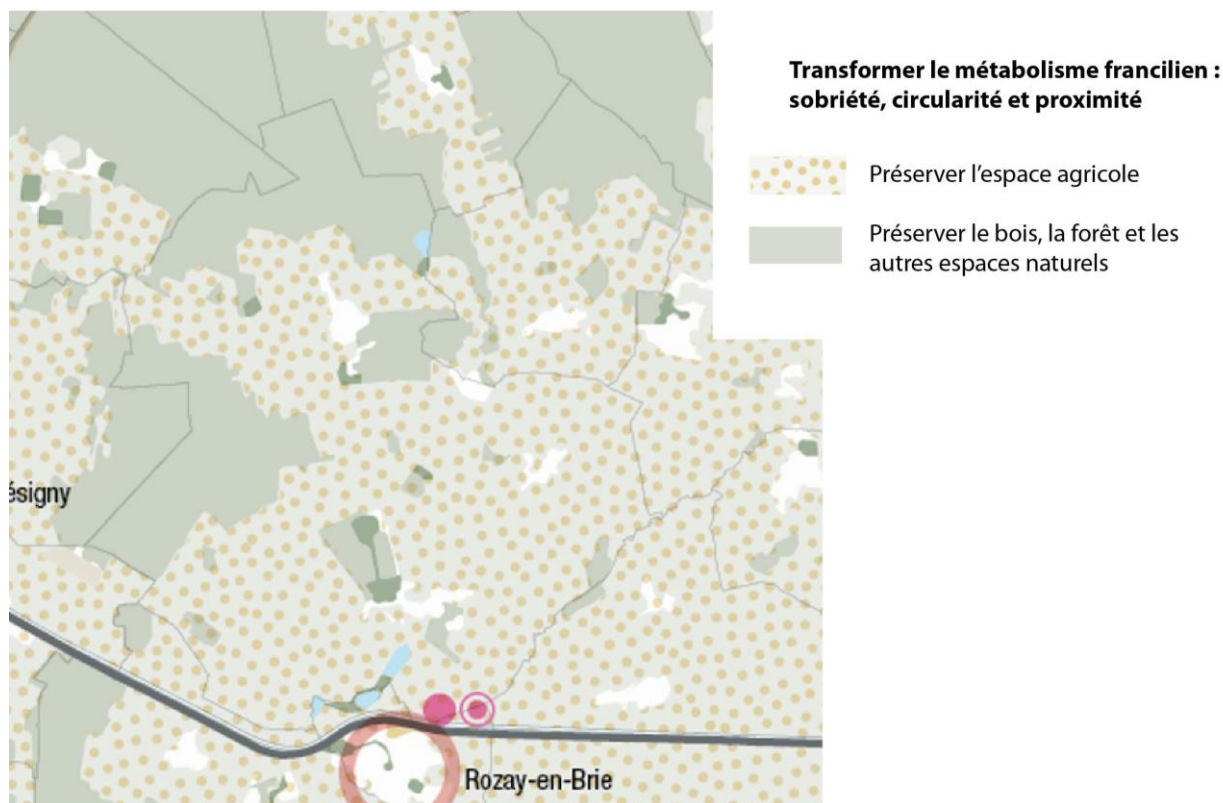 Transformer le métabolisme francilien :
sobriété, circularité et proximité
Préserver l'espace agricole
Préserver le bois, la forêt et les
autres espaces naturels
ésigny
Rozay-en-Brie